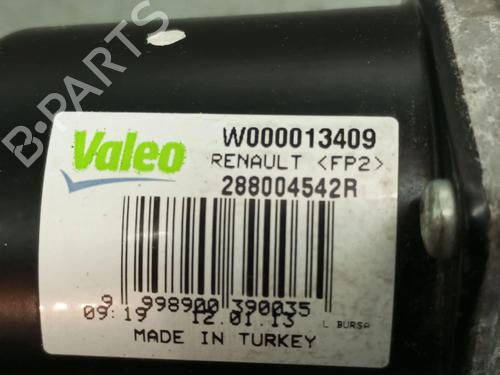 B-PARTS
Valeo
W000013409
RENAULT <FP2>
288004542R
9 998900 390035
09:19 12.01.13
L BURSA
MADE IN TURKEY